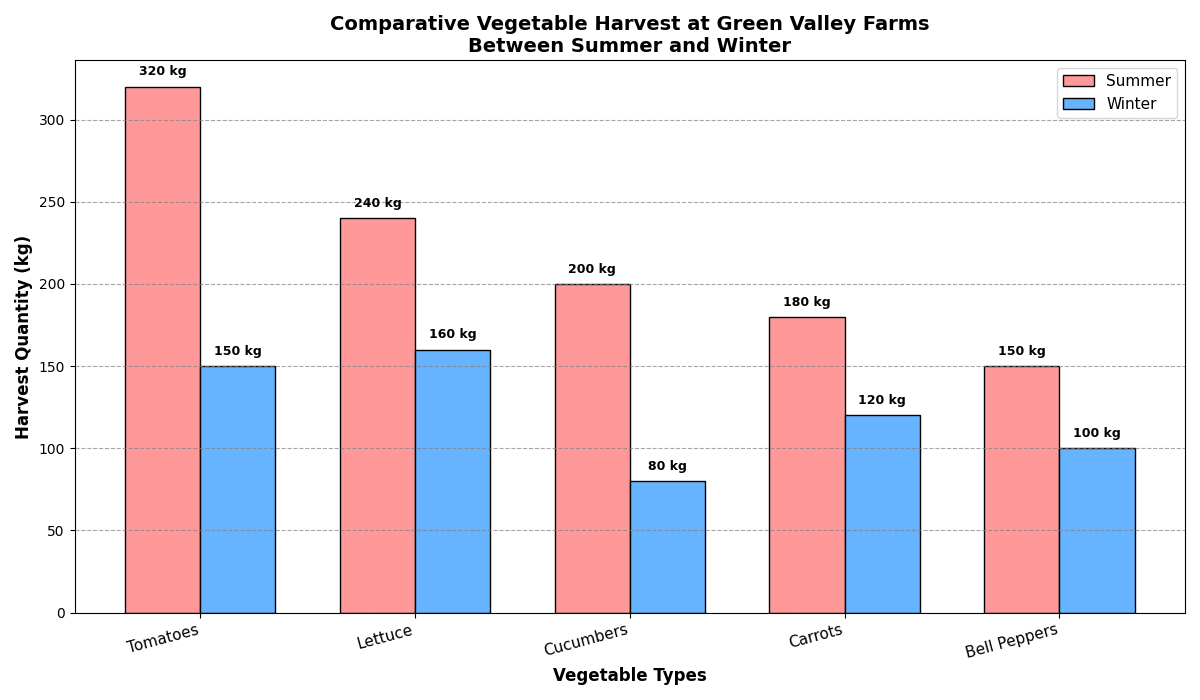 Comparative Vegetable Harvest at Green Valley Farms
Between Summer and Winter
Summer
Winter
Harvest Quantity (kg)
300
250
200
150
100
50
0
320 kg
150 kg
240 kg
160 kg
200 kg
80 kg
180 kg
120 kg
150 kg
100 kg
Tomatoes
Lettuce
Cucumbers
Carrots
Bell Peppers
Vegetable Types